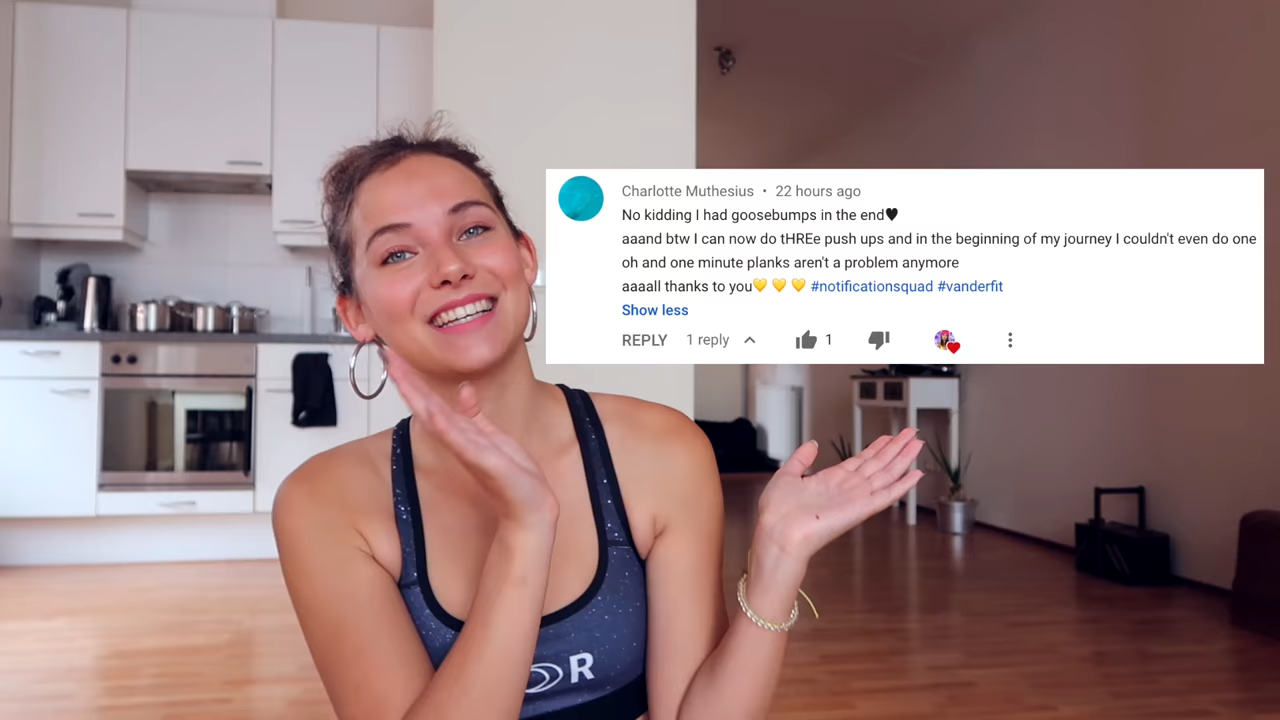 Charlotte Muthesius • 22 hours ago
No kidding I had goosebumps in the end🖤
aaand btw I can now do tHREe push ups and in the beginning of my journey I couldn't even do one
oh and one minute planks aren't a problem anymore
aaaall thanks to you💛 💛 💛 #notificationsquad #vanderfit
Show less
REPLY 1 reply 1
R